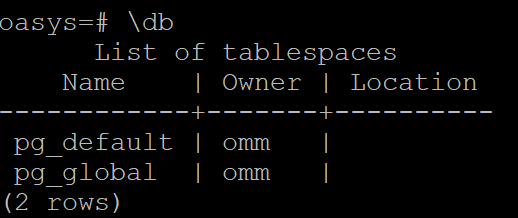 oasys=# \db
      List of tablespaces
    Name    | Owner | Location
------------+-------+----------
 pg_default | omm   |
 pg_global  | omm   |
(2 rows)